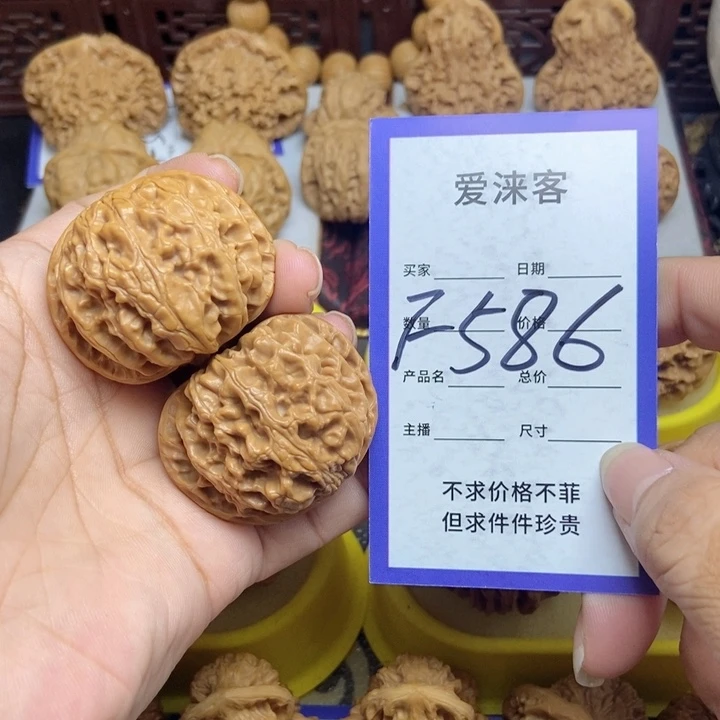 爱涞客
买家 日期
数量 价格
F586
产品名 总价
主播 尺寸
不求价格不菲
但求件件珍贵